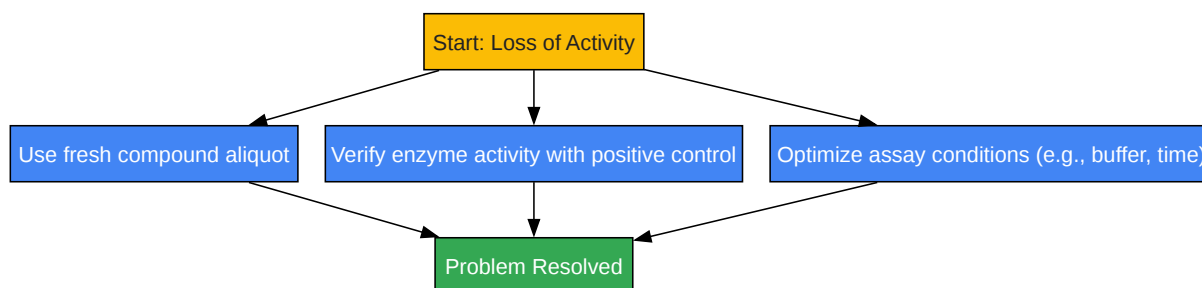 Start: Loss of Activity
Use fresh compound aliquot
Verify enzyme activity with positive control
Optimize assay conditions (e.g., buffer, time)
Problem Resolved